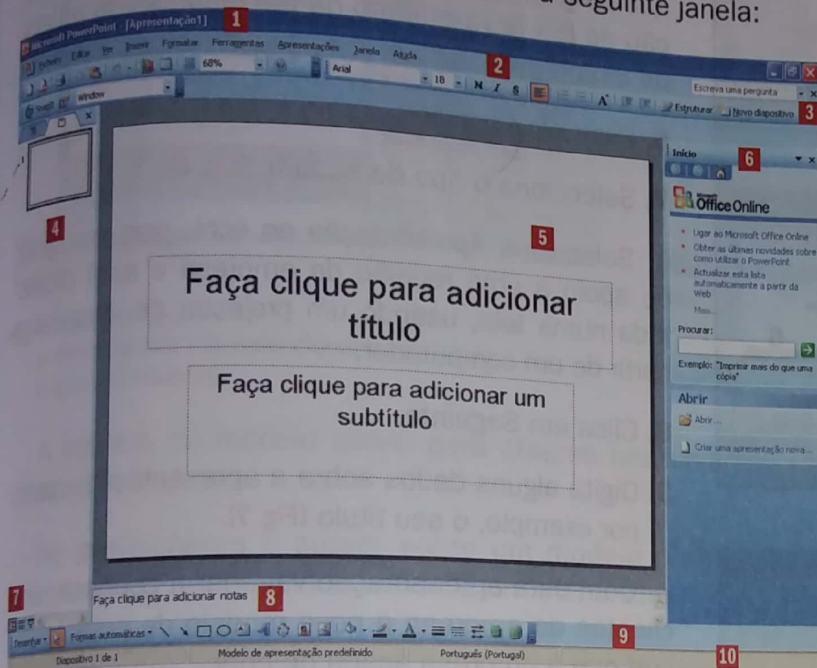 seguinte janela:
1
Microsoft PowerPoint - [Apresentação1]
Ficheiro Editar Ver Inserir Formatar Ferramentas Apresentações Janela Ajuda
Escreva uma pergunta
68%
Arial
18
N I S
2
Estruturar
Novo diapositivo
3
SnagIt
Window
4
5
Faça clique para adicionar
título
Faça clique para adicionar um
subtítulo
Início
6
Microsoft
Office Online
Ligar ao Microsoft Office Online
Obter as últimas novidades sobre
como utilizar o PowerPoint
Actualizar esta lista
automaticamente a partir da
Web
Mais...
Procurar:
Exemplo: "Imprimir mais do que uma
cópia"
Abrir
Abrir...
Criar uma apresentação nova...
7
Faça clique para adicionar notas
8
Desenhar
Formas automáticas
9
Diapositivo 1 de 1
Modelo de apresentação predefinido
Português (Portugal)
10